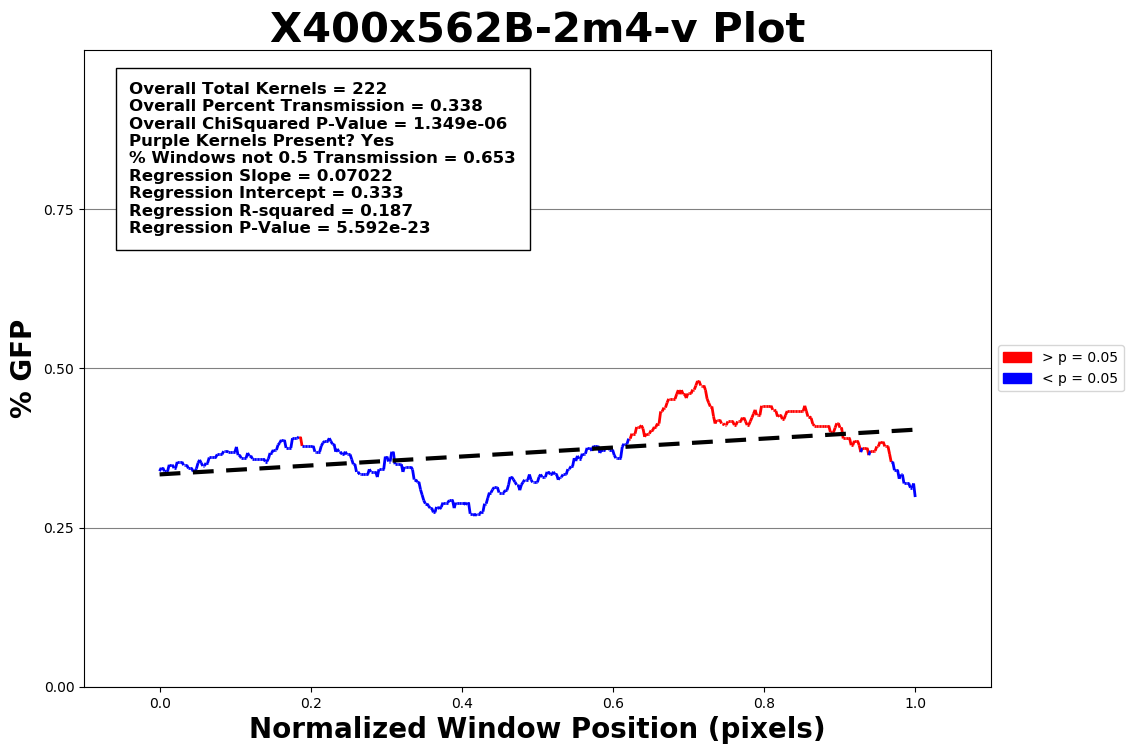 X400x562B-2m4-v Plot
Overall Total Kernels = 222
Overall Percent Transmission = 0.338
Overall ChiSquared P-Value = 1.349e-06
Purple Kernels Present? Yes
% Windows not 0.5 Transmission = 0.653
Regression Slope = 0.07022
Regression Intercept = 0.333
Regression R-squared = 0.187
Regression P-Value = 5.592e-23
% GFP
0.75
0.50
0.25
0.00
> p = 0.05
< p = 0.05
0.0 0.2 0.4 0.6 0.8 1.0
Normalized Window Position (pixels)